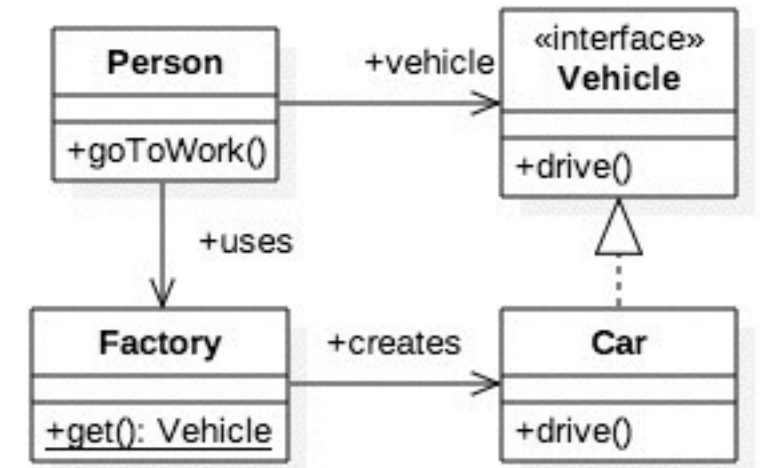 Person
+goToWork()
+vehicle
«interface»
Vehicle
+drive()
+uses
Factory
+get(): Vehicle
+creates
Car
+drive()